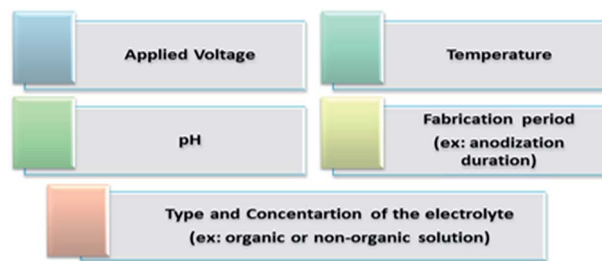 Applied Voltage
Temperature
pH
Fabrication period
(ex: anodization
duration)
Type and Concentartion of the electrolyte
(ex: organic or non-organic solution)